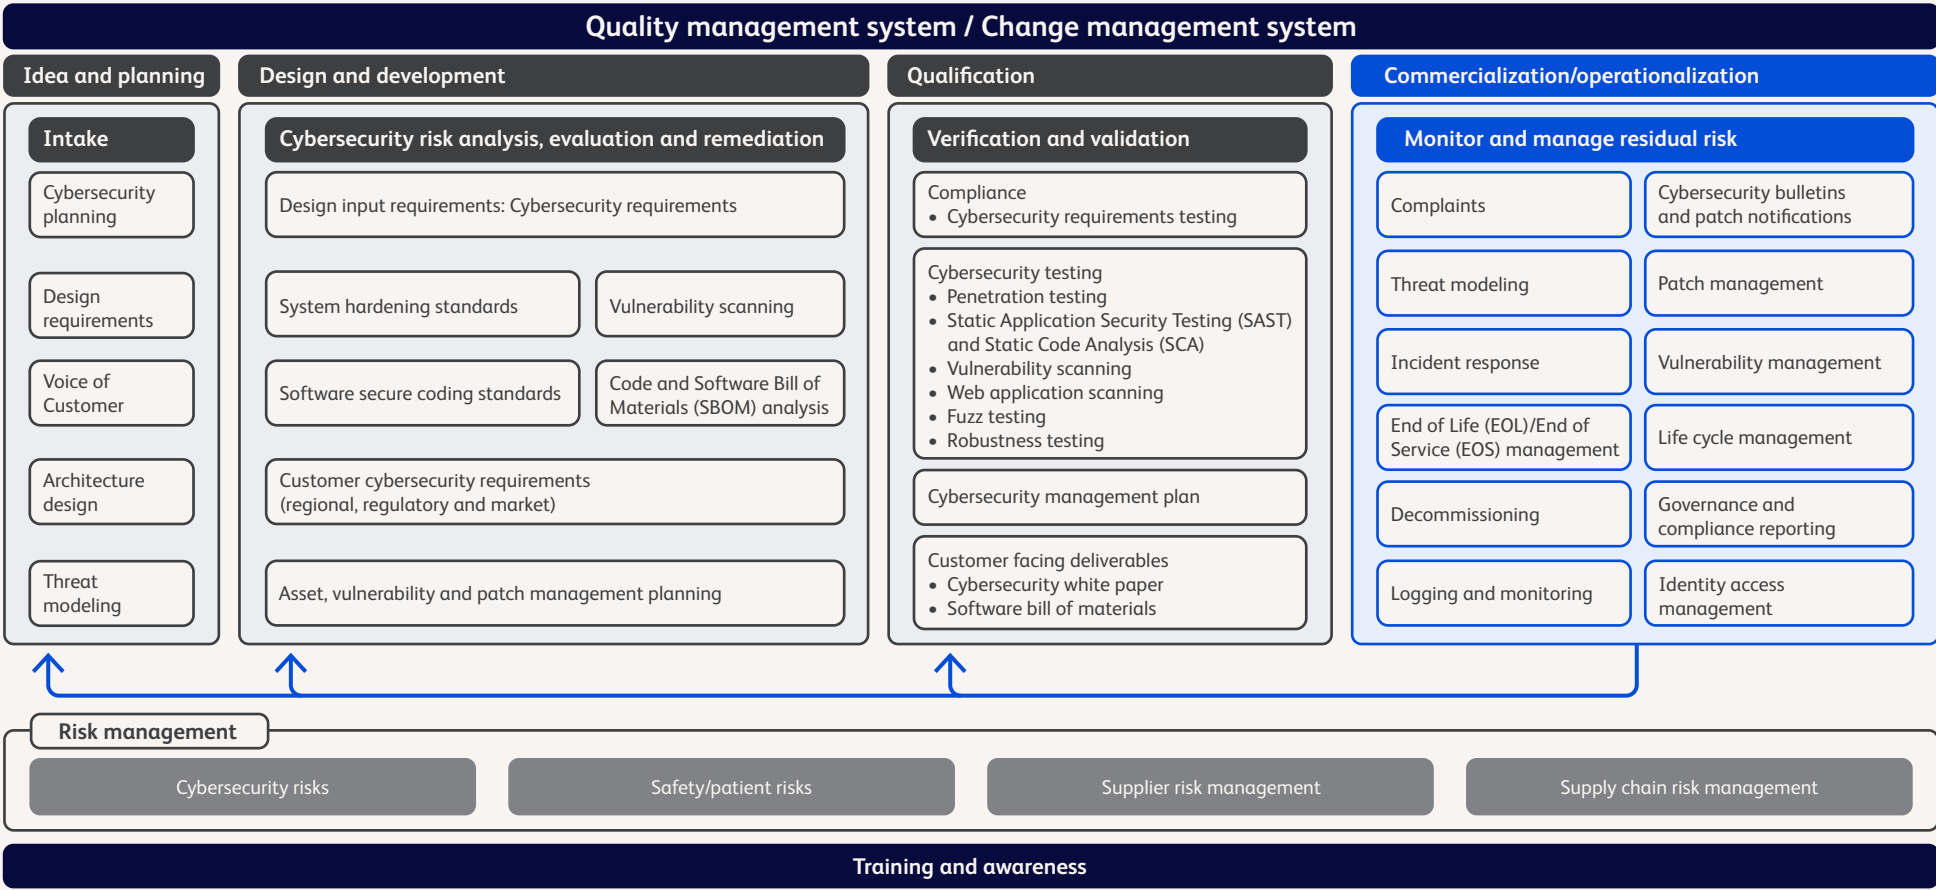 Quality management system / Change management system
Idea and planning
Intake
Cybersecurity
planning
Design
requirements
Voice of
Customer
Architecture
design
Threat
modeling
Design and development
Cybersecurity risk analysis, evaluation and remediation
Design input requirements: Cybersecurity requirements
System hardening standards
Vulnerability scanning
Software secure coding standards
Code and Software Bill of
Materials (SBOM) analysis
Customer cybersecurity requirements
(regional, regulatory and market)
Asset, vulnerability and patch management planning
Qualification
Verification and validation
Compliance
• Cybersecurity requirements testing
Cybersecurity testing
• Penetration testing
• Static Application Security Testing (SAST)
and Static Code Analysis (SCA)
• Vulnerability scanning
• Web application scanning
• Fuzz testing
• Robustness testing
Cybersecurity management plan
Customer facing deliverables
• Cybersecurity white paper
• Software bill of materials
Commercialization/operationalization
Monitor and manage residual risk
Complaints
Cybersecurity bulletins
and patch notifications
Threat modeling
Patch management
Incident response
Vulnerability management
End of Life (EOL)/End of
Service (EOS) management
Life cycle management
Decommissioning
Governance and
compliance reporting
Logging and monitoring
Identity access
management
Risk management
Cybersecurity risks
Safety/patient risks
Supplier risk management
Supply chain risk management
Training and awareness